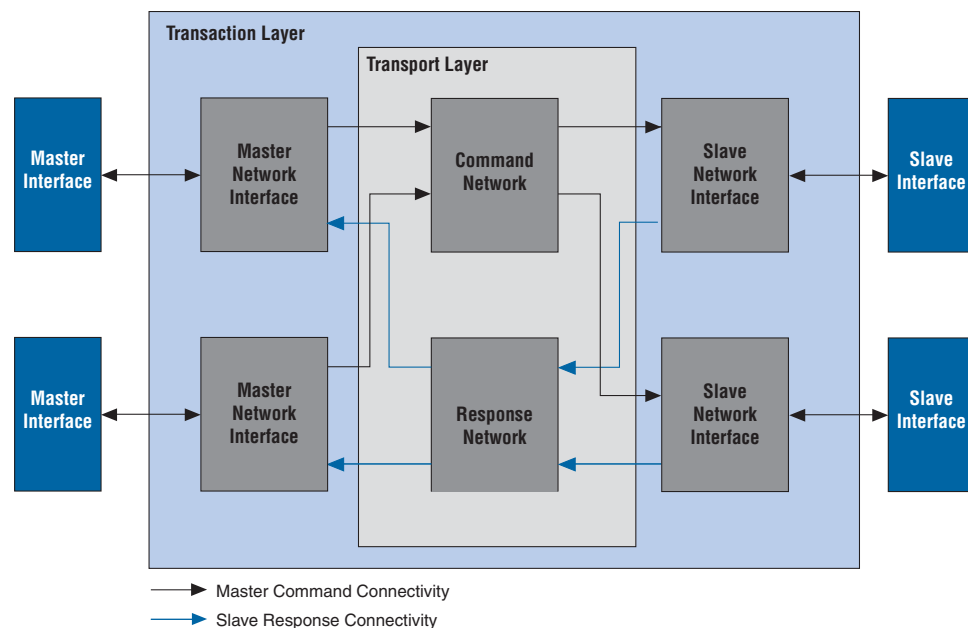 Transaction Layer
Transport Layer
Master
Interface
Master
Network
Interface
Command
Network
Slave
Network
Interface
Slave
Interface
Master
Interface
Master
Network
Interface
Response
Network
Slave
Network
Interface
Slave
Interface
Master Command Connectivity
Slave Response Connectivity